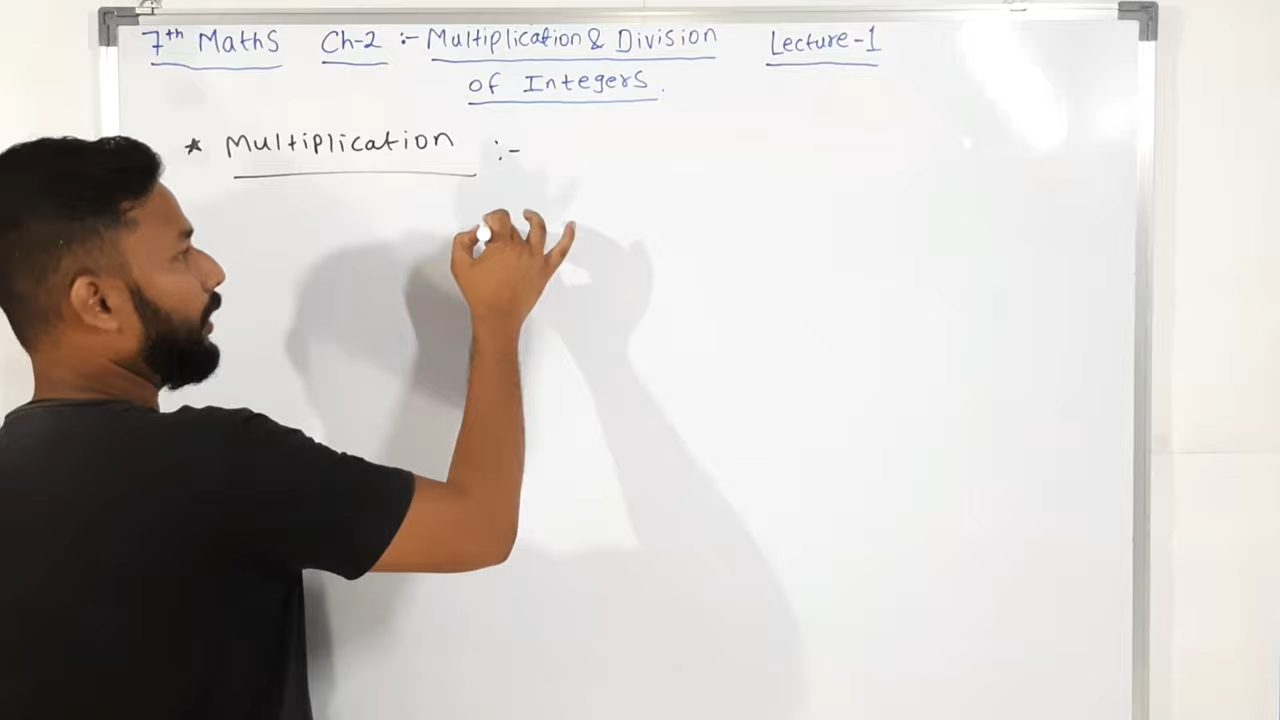 7th Maths Ch-2 :- Multiplication & Division Lecture-1
of Integers.
* Multiplication :-